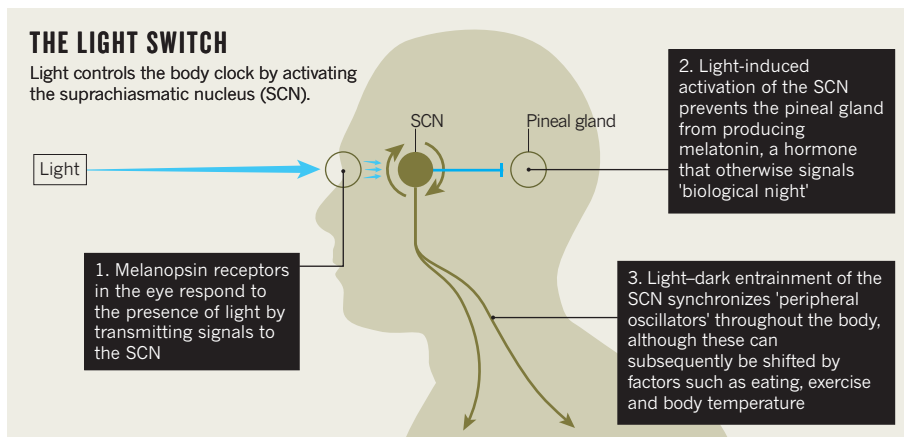 THE LIGHT SWITCH
Light controls the body clock by activating
the suprachiasmatic nucleus (SCN).
Light
SCN
Pineal gland
1. Melanopsin receptors
in the eye respond to
the presence of light by
transmitting signals to
the SCN
2. Light-induced
activation of the SCN
prevents the pineal gland
from producing
melatonin, a hormone
that otherwise signals
'biological night'
3. Light–dark entrainment of the
SCN synchronizes 'peripheral
oscillators' throughout the body,
although these can
subsequently be shifted by
factors such as eating, exercise
and body temperature